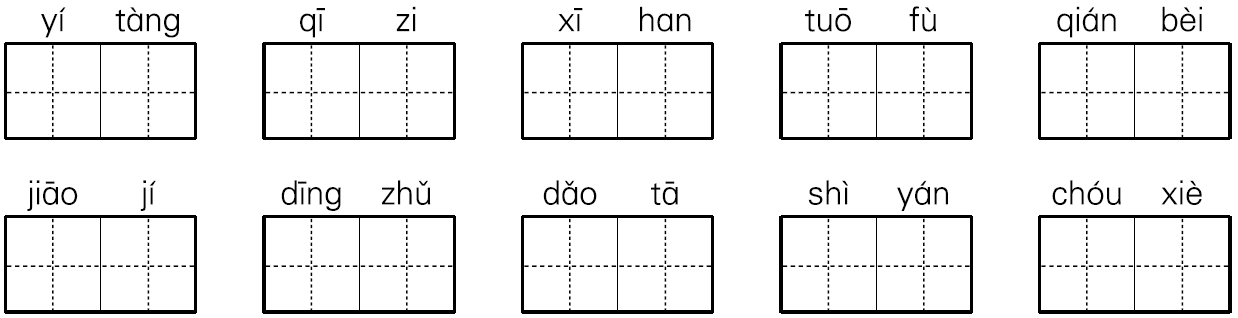 yí tàng qī zi xī han tuō fù qián bèi
jiāo jí dīng zhǔ dǎo tā shì yán chóu xiè